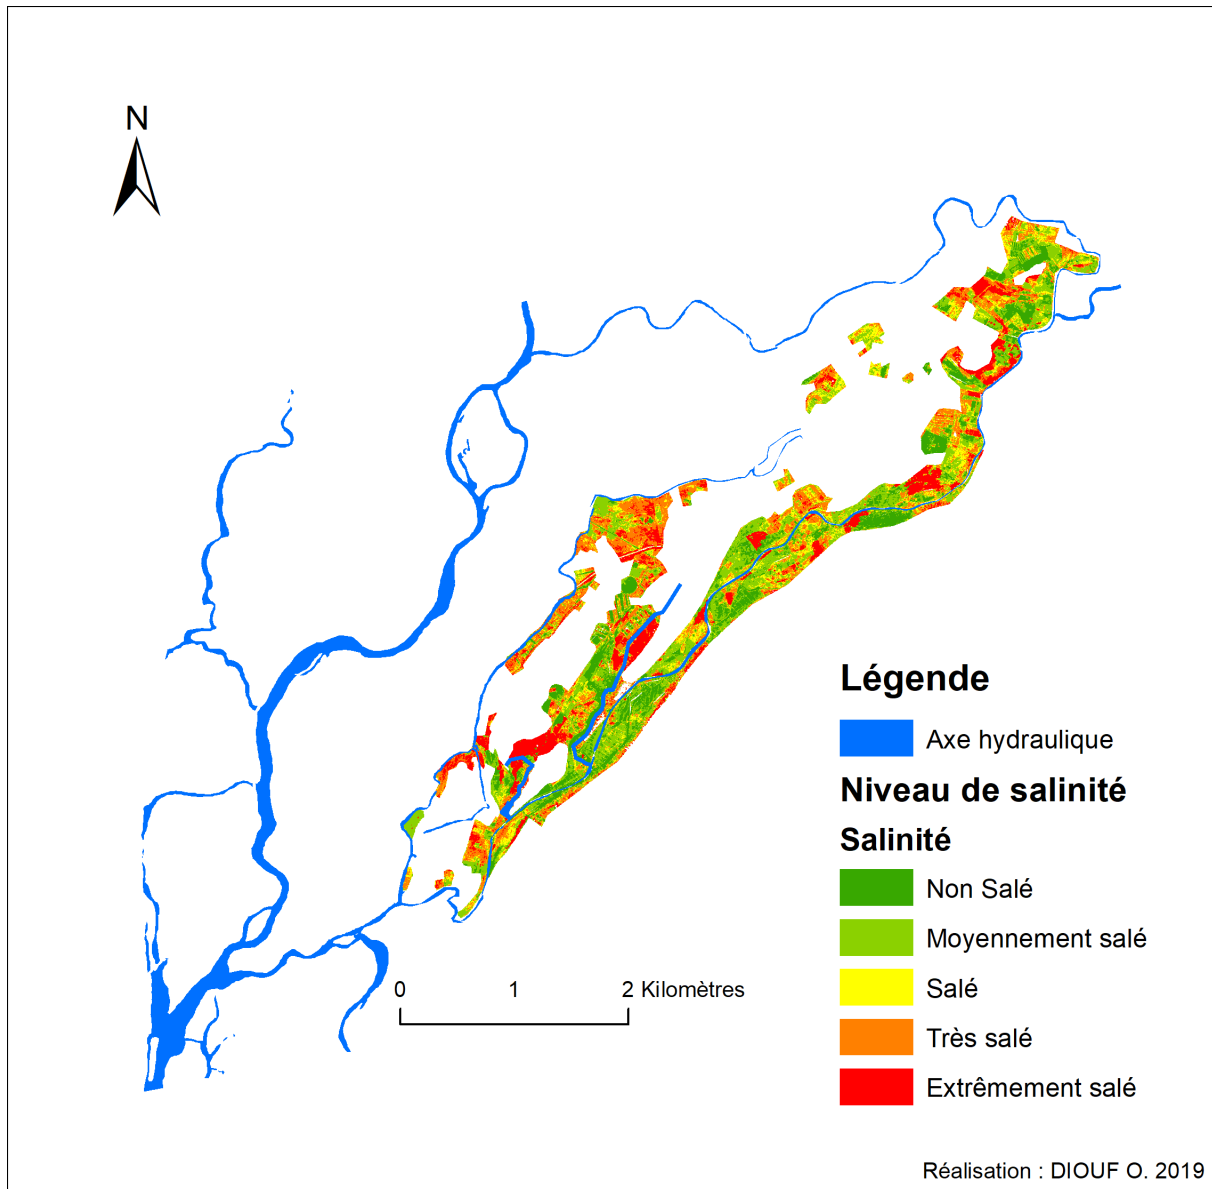 N
Légende
Axe hydraulique
Niveau de salinité
Salinité
Non Salé
Moyennement salé
Salé
Très salé
Extrêmement salé
0 1 2 Kilomètres
Réalisation : DIOUF O. 2019